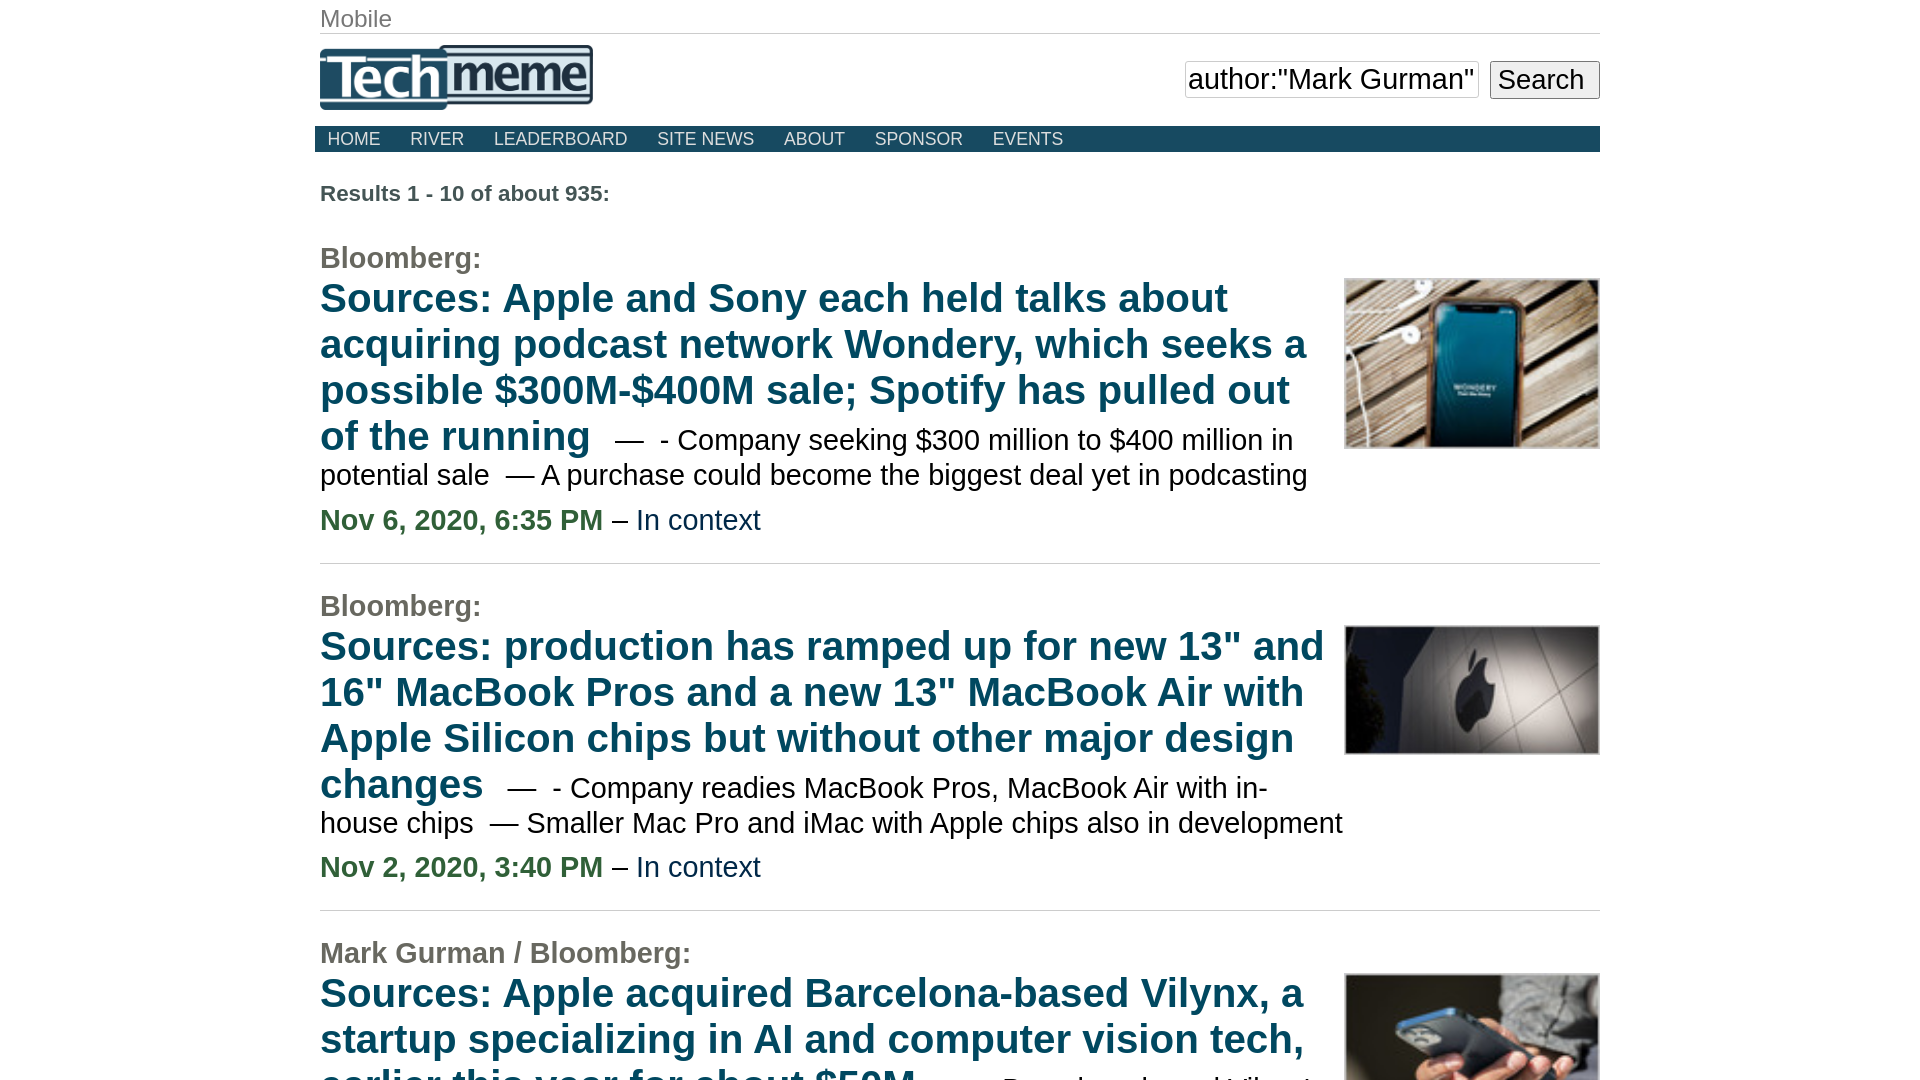 Mobile
Techmeme
author:"Mark Gurman" Search
HOME RIVER LEADERBOARD SITE NEWS ABOUT SPONSOR EVENTS
Results 1 - 10 of about 935:
Bloomberg:
Sources: Apple and Sony each held talks about
acquiring podcast network Wondery, which seeks a
possible $300M-$400M sale; Spotify has pulled out
of the running — - Company seeking $300 million to $400 million in
potential sale — A purchase could become the biggest deal yet in podcasting
WONDERY
Nov 6, 2020, 6:35 PM – In context
Bloomberg:
Sources: production has ramped up for new 13" and
16" MacBook Pros and a new 13" MacBook Air with
Apple Silicon chips but without other major design
changes — - Company readies MacBook Pros, MacBook Air with in-
house chips — Smaller Mac Pro and iMac with Apple chips also in development
Nov 2, 2020, 3:40 PM – In context
Mark Gurman / Bloomberg:
Sources: Apple acquired Barcelona-based Vilynx, a
startup specializing in AI and computer vision tech,
earlier this year for about $50M